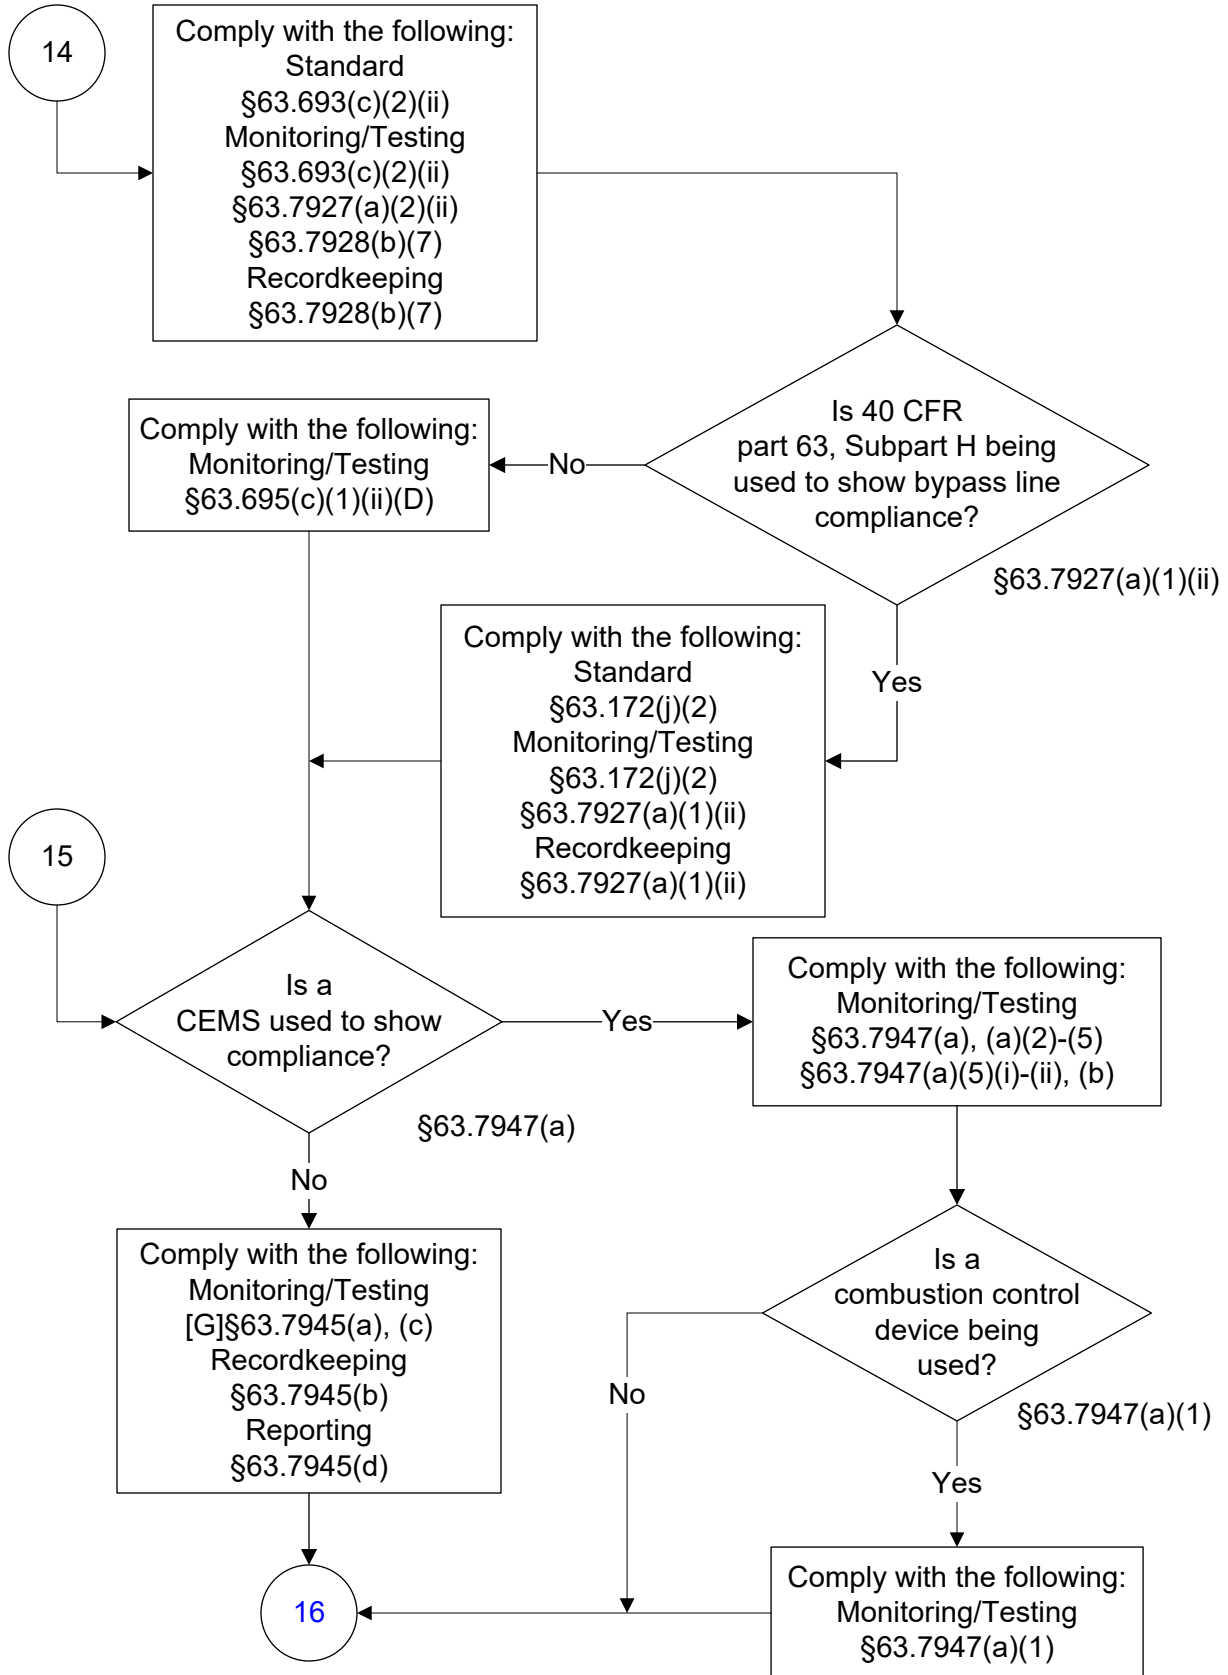 14
Comply with the following:
Standard
§63.693(c)(2)(ii)
Monitoring/Testing
§63.693(c)(2)(ii)
§63.7927(a)(2)(ii)
§63.7928(b)(7)
Recordkeeping
§63.7928(b)(7)
Is 40 CFR
part 63, Subpart H being
used to show bypass line
compliance?
§63.7927(a)(1)(ii)
No
Comply with the following:
Monitoring/Testing
§63.695(c)(1)(ii)(D)
Yes
Comply with the following:
Standard
§63.172(j)(2)
Monitoring/Testing
§63.172(j)(2)
§63.7927(a)(1)(ii)
Recordkeeping
§63.7927(a)(1)(ii)
15
Is a
CEMS used to show
compliance?
§63.7947(a)
Yes
Comply with the following:
Monitoring/Testing
§63.7947(a), (a)(2)-(5)
§63.7947(a)(5)(i)-(ii), (b)
No
Comply with the following:
Monitoring/Testing
[G]§63.7945(a), (c)
Recordkeeping
§63.7945(b)
Reporting
§63.7945(d)
Is a
combustion control
device being
used?
§63.7947(a)(1)
No
Yes
Comply with the following:
Monitoring/Testing
§63.7947(a)(1)
16